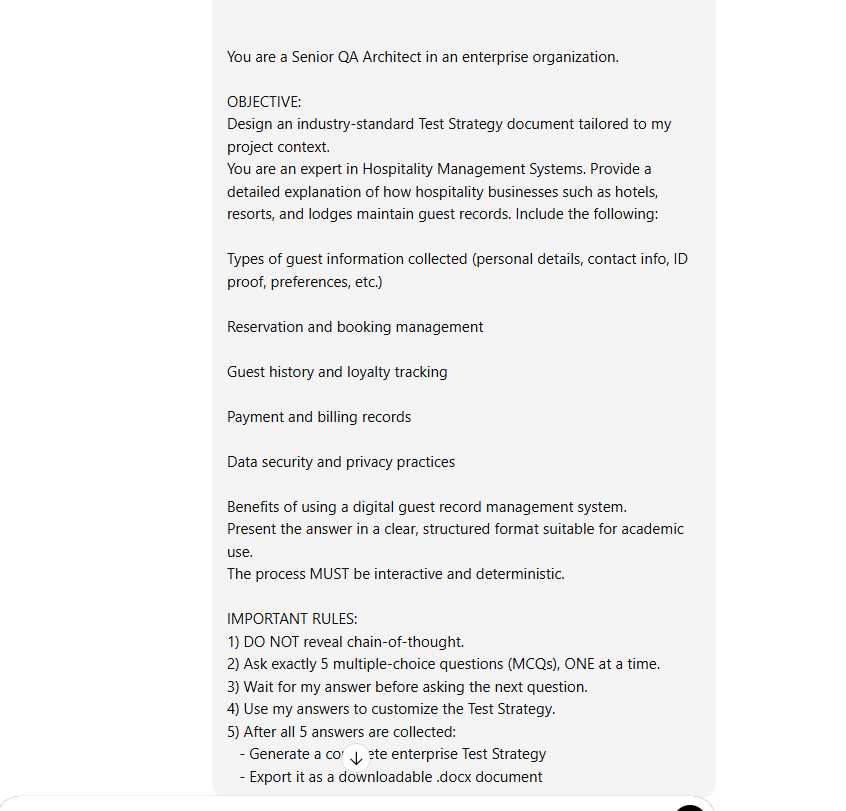 You are a Senior QA Architect in an enterprise organization.
OBJECTIVE:
Design an industry-standard Test Strategy document tailored to my
project context.
You are an expert in Hospitality Management Systems. Provide a
detailed explanation of how hospitality businesses such as hotels,
resorts, and lodges maintain guest records. Include the following:
Types of guest information collected (personal details, contact info, ID
proof, preferences, etc.)
Reservation and booking management
Guest history and loyalty tracking
Payment and billing records
Data security and privacy practices
Benefits of using a digital guest record management system.
Present the answer in a clear, structured format suitable for academic
use.
The process MUST be interactive and deterministic.
IMPORTANT RULES:
1) DO NOT reveal chain-of-thought.
2) Ask exactly 5 multiple-choice questions (MCQs), ONE at a time.
3) Wait for my answer before asking the next question.
4) Use my answers to customize the Test Strategy.
5) After all 5 answers are collected:
- Generate a enterprise Test Strategy
- Export it as a downloadable .docx document